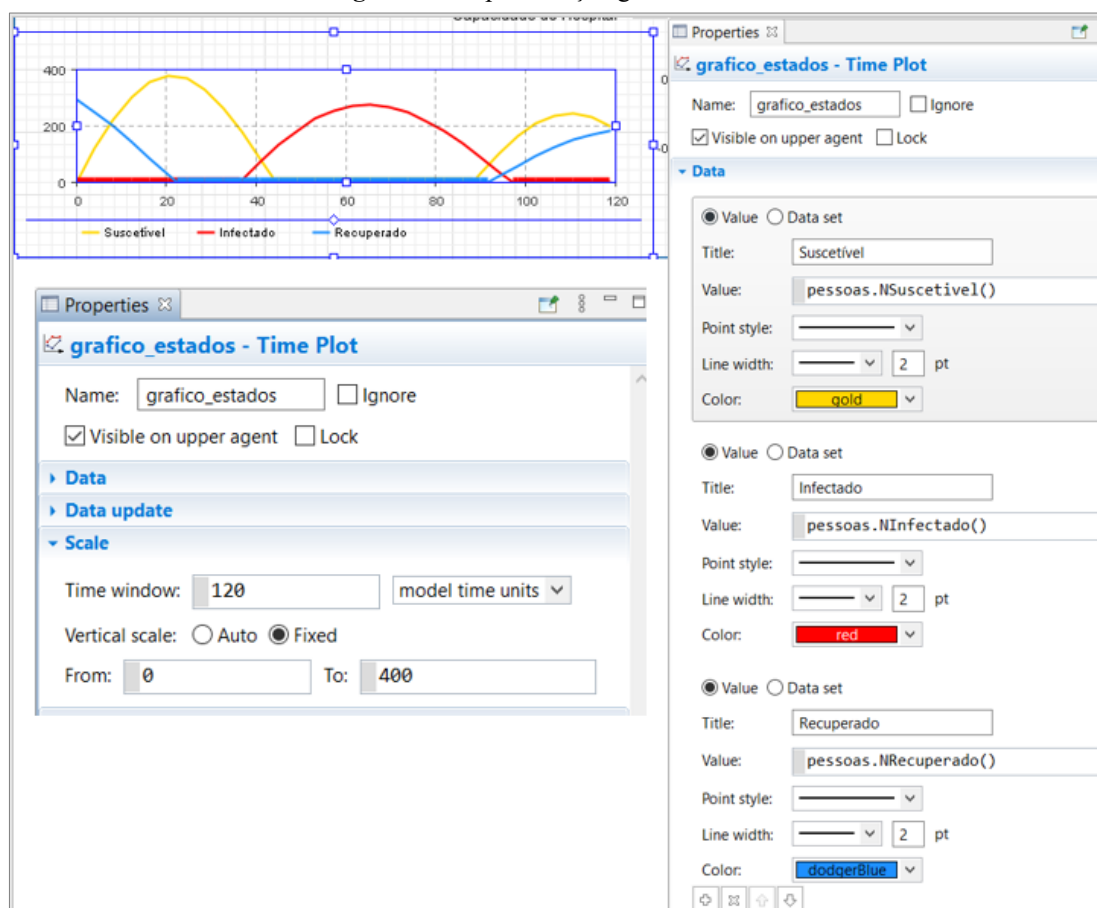 Capacidade do Hospital
400
200
0
0
20
40
60
80
100
120
Suscetível
Infectado
Recuperado
Properties
grafico_estados - Time Plot
Name: grafico_estados Ignore
Visible on upper agent Lock
Data
Data update
Scale
Time window: 120 model time units
Vertical scale: Auto Fixed
From: 0 To: 400
Properties
grafico_estados - Time Plot
Name: grafico_estados Ignore
Visible on upper agent Lock
Data
Value Data set
Title: Suscetível
Value: pessoas.NSuscetivel()
Point style:
Line width: 2 pt
Color: gold
Value Data set
Title: Infectado
Value: pessoas.NInfectado()
Point style:
Line width: 2 pt
Color: red
Value Data set
Title: Recuperado
Value: pessoas.NRecuperado()
Point style:
Line width: 2 pt
Color: dodgerBlue